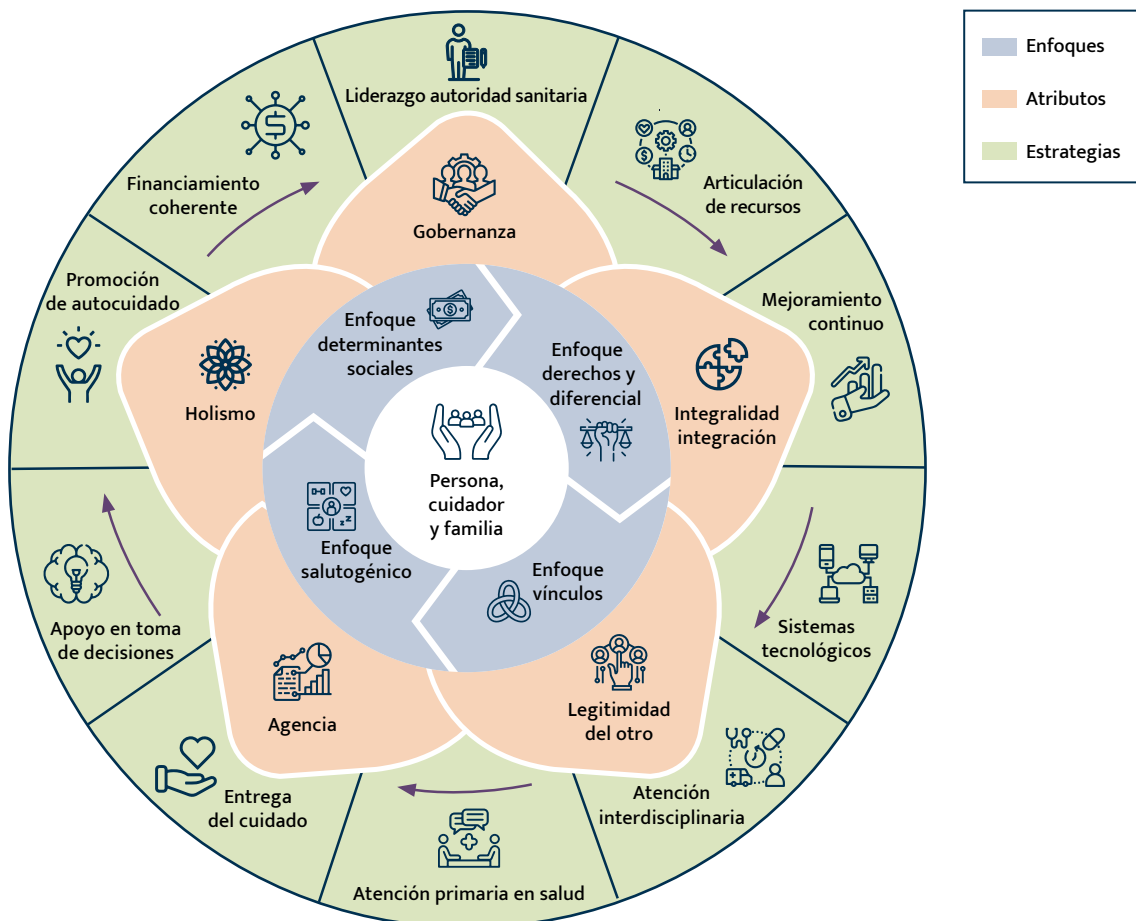 Enfoques
Atributos
Estrategias
Liderazgo autoridad sanitaria
Articulación
de recursos
Mejoramiento
continuo
Sistemas
tecnológicos
Atención
interdisciplinaria
Atención primaria en salud
Entrega
del cuidado
Apoyo en toma
de decisiones
Promoción
de autocuidado
Financiamiento
coherente
Gobernanza
Integralidad
integración
Legitimidad
del otro
Agencia
Holismo
Enfoque
determinantes
sociales
Enfoque
derechos y
diferencial
Enfoque
vínculos
Enfoque
salutogénico
Persona,
cuidador
y familia